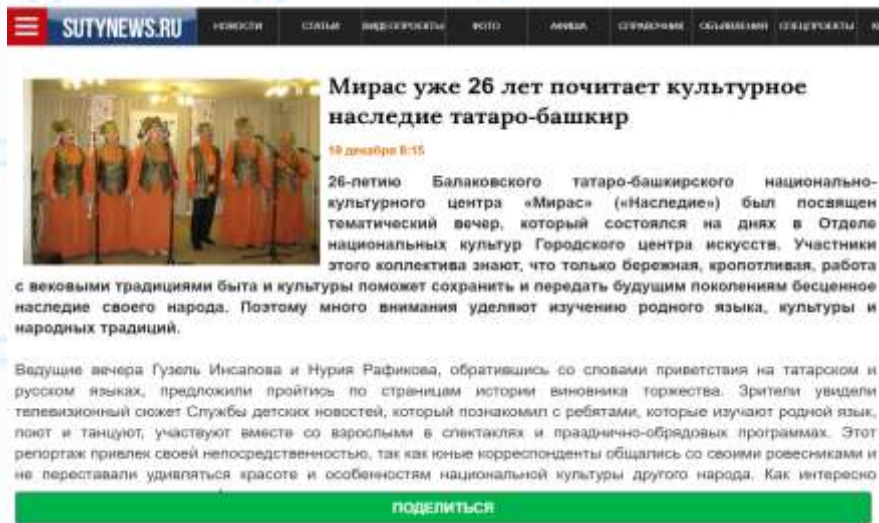 SUTYNEWS.RU НОВОСТИ СТАТЬИ ВИДЕОПРОЕКТЫ ФОТО АФИША СПРАВОЧНИК ОБЪЯВЛЕНИЯ СПЕЦПРОЕКТЫ
Мирас уже 26 лет почитает культурное
наследие татаро-башкир
декабря 8:15
26-летию Балаковского татаро-башкирского национально-
культурного центра «Мирас» («Наследие») был посвящен
тематический вечер, который состоялся на днях в Отделе
национальных культур Городского центра искусств. Участники
этого коллектива знают, что только бережная, кропотливая, работа
с вековыми традициями быта и культуры поможет сохранить и передать будущим поколениям бесценное
наследие своего народа. Поэтому много внимания уделяют изучению родного языка, культуры и
народных традиций.
Ведущие вечера Гузель Инсапова и Нурия Рафикова, обратившись со словами приветствия на татарском и
русском языках, предложили пройтись по страницам истории виновника торжества. Зрители увидели
телевизионный сюжет Службы детских новостей, который познакомил с ребятами, которые изучают родной язык,
поют и танцуют, участвуют вместе со взрослыми в спектаклях и празднично-обрядовых программах. Этот
репортаж привлек своей непосредственностью, так как юные корреспонденты общались со своими ровесниками и
не переставали удивляться красоте и особенностям национальной культуры другого народа. Как интересно
ПОДЕЛИТЬСЯ